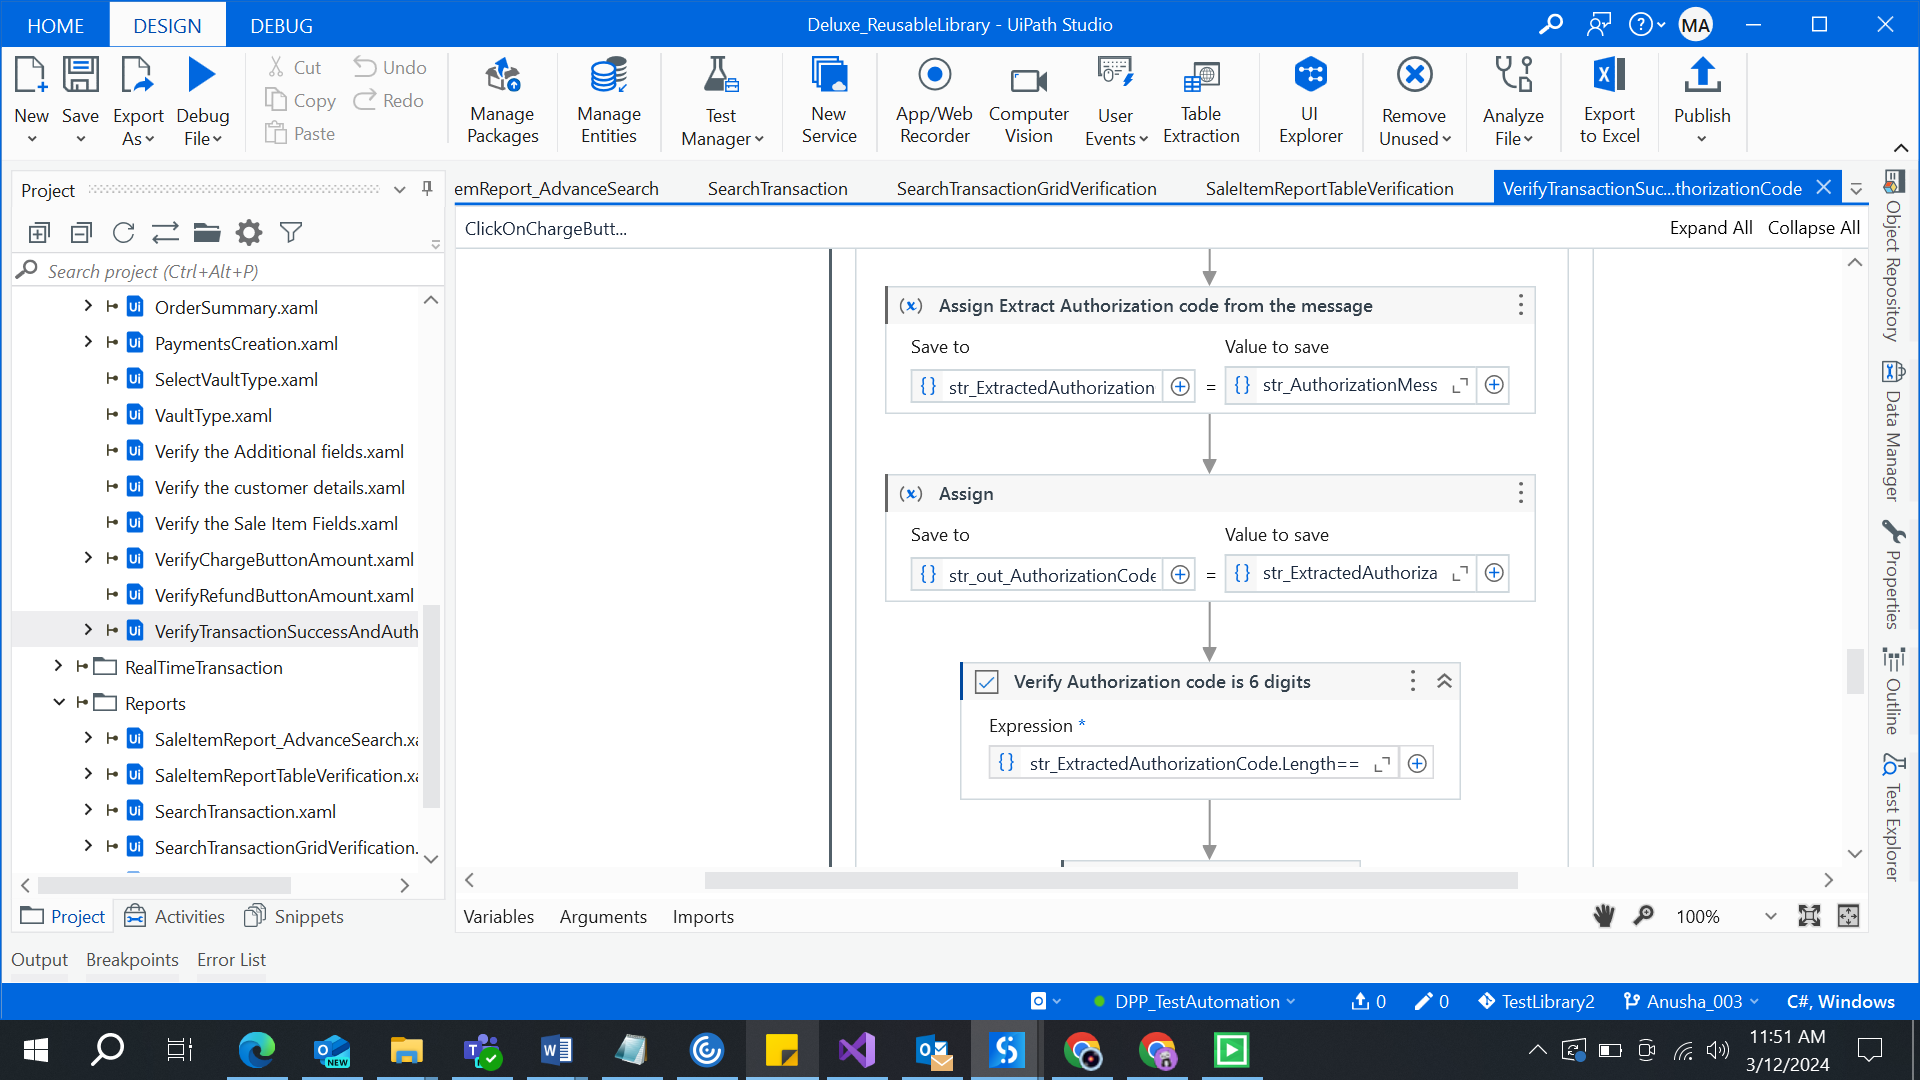 HOME DESIGN DEBUG
Deluxe_ReusableLibrary - UiPath Studio
MA
New
Save
Export As
Debug File
Cut
Copy
Paste
Undo
Redo
Manage Packages
Manage Entities
Test Manager
New Service
App/Web Recorder
Computer Vision
User Events
Table Extraction
UI Explorer
Remove Unused
Analyze File
Export to Excel
Publish
Project
Search project (Ctrl+Alt+P)
OrderSummary.xaml
PaymentsCreation.xaml
SelectVaultType.xaml
VaultType.xaml
Verify the Additional fields.xaml
Verify the customer details.xaml
Verify the Sale Item Fields.xaml
VerifyChargeButtonAmount.xaml
VerifyRefundButtonAmount.xaml
VerifyTransactionSuccessAndAuth
RealTimeTransaction
Reports
SaleItemReport_AdvanceSearch.xa
SaleItemReportTableVerification.xa
SearchTransaction.xaml
SearchTransactionGridVerification.
Project Activities Snippets
emReport_AdvanceSearch SearchTransaction SearchTransactionGridVerification SaleItemReportTableVerification VerifyTransactionSuc...thorizationCode
ClickOnChargeButt...
Expand All Collapse All
(x) Assign Extract Authorization code from the message
Save to Value to save
{} str_ExtractedAuthorization = {} str_AuthorizationMess
(x) Assign
Save to Value to save
{} str_out_AuthorizationCode = {} str_ExtractedAuthoriza
Verify Authorization code is 6 digits
Expression *
{} str_ExtractedAuthorizationCode.Length==
Variables Arguments Imports
100%
Object Repository
Data Manager
Properties
Outline
Test Explorer
Output Breakpoints Error List
DPP_TestAutomation 0 0 TestLibrary2 Anusha_003 C#, Windows
NEW
11:51 AM
3/12/2024